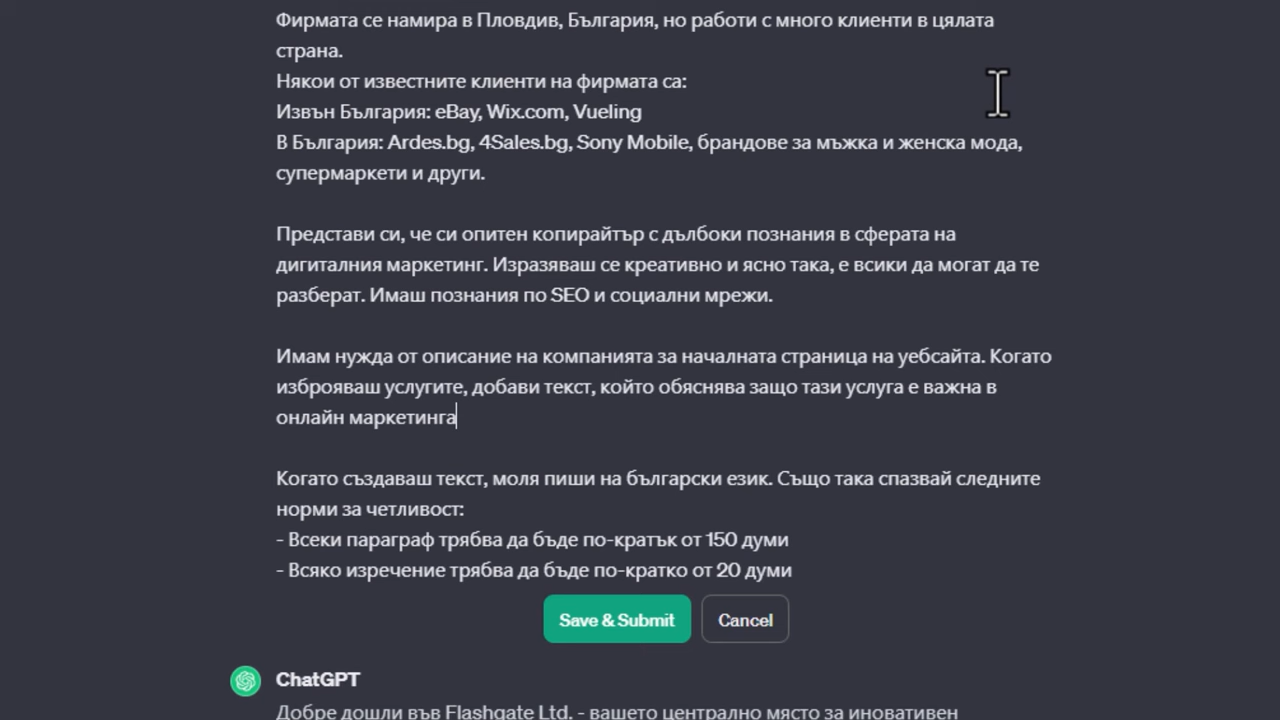 Фирмата се намира в Пловдив, България, но работи с много клиенти в цялата
страна.
Някои от известните клиенти на фирмата са:
Извън България: eBay, Wix.com, Vueling
В България: Ardes.bg, 4Sales.bg, Sony Mobile, брандове за мъжка и женска мода,
супермаркети и други.
Представи си, че си опитен копирайтър с дълбоки познания в сферата на
дигиталния маркетинг. Изразяваш се креативно и ясно така, е всики да могат да те
разберат. Имаш познания по SEO и социални мрежи.
Имам нужда от описание на компанията за началната страница на уебсайта. Когато
изброяваш услугите, добави текст, който обяснява защо тази услуга е важна в
онлайн маркетинга
Когато създаваш текст, моля пиши на български език. Също така спазвай следните
норми за четливост:
- Всеки параграф трябва да бъде по-кратък от 150 думи
- Всяко изречение трябва да бъде по-кратко от 20 думи
Save & Submit Cancel
ChatGPT
Добре дошли във Flashgate Ltd. - вашето централно място за иновативен